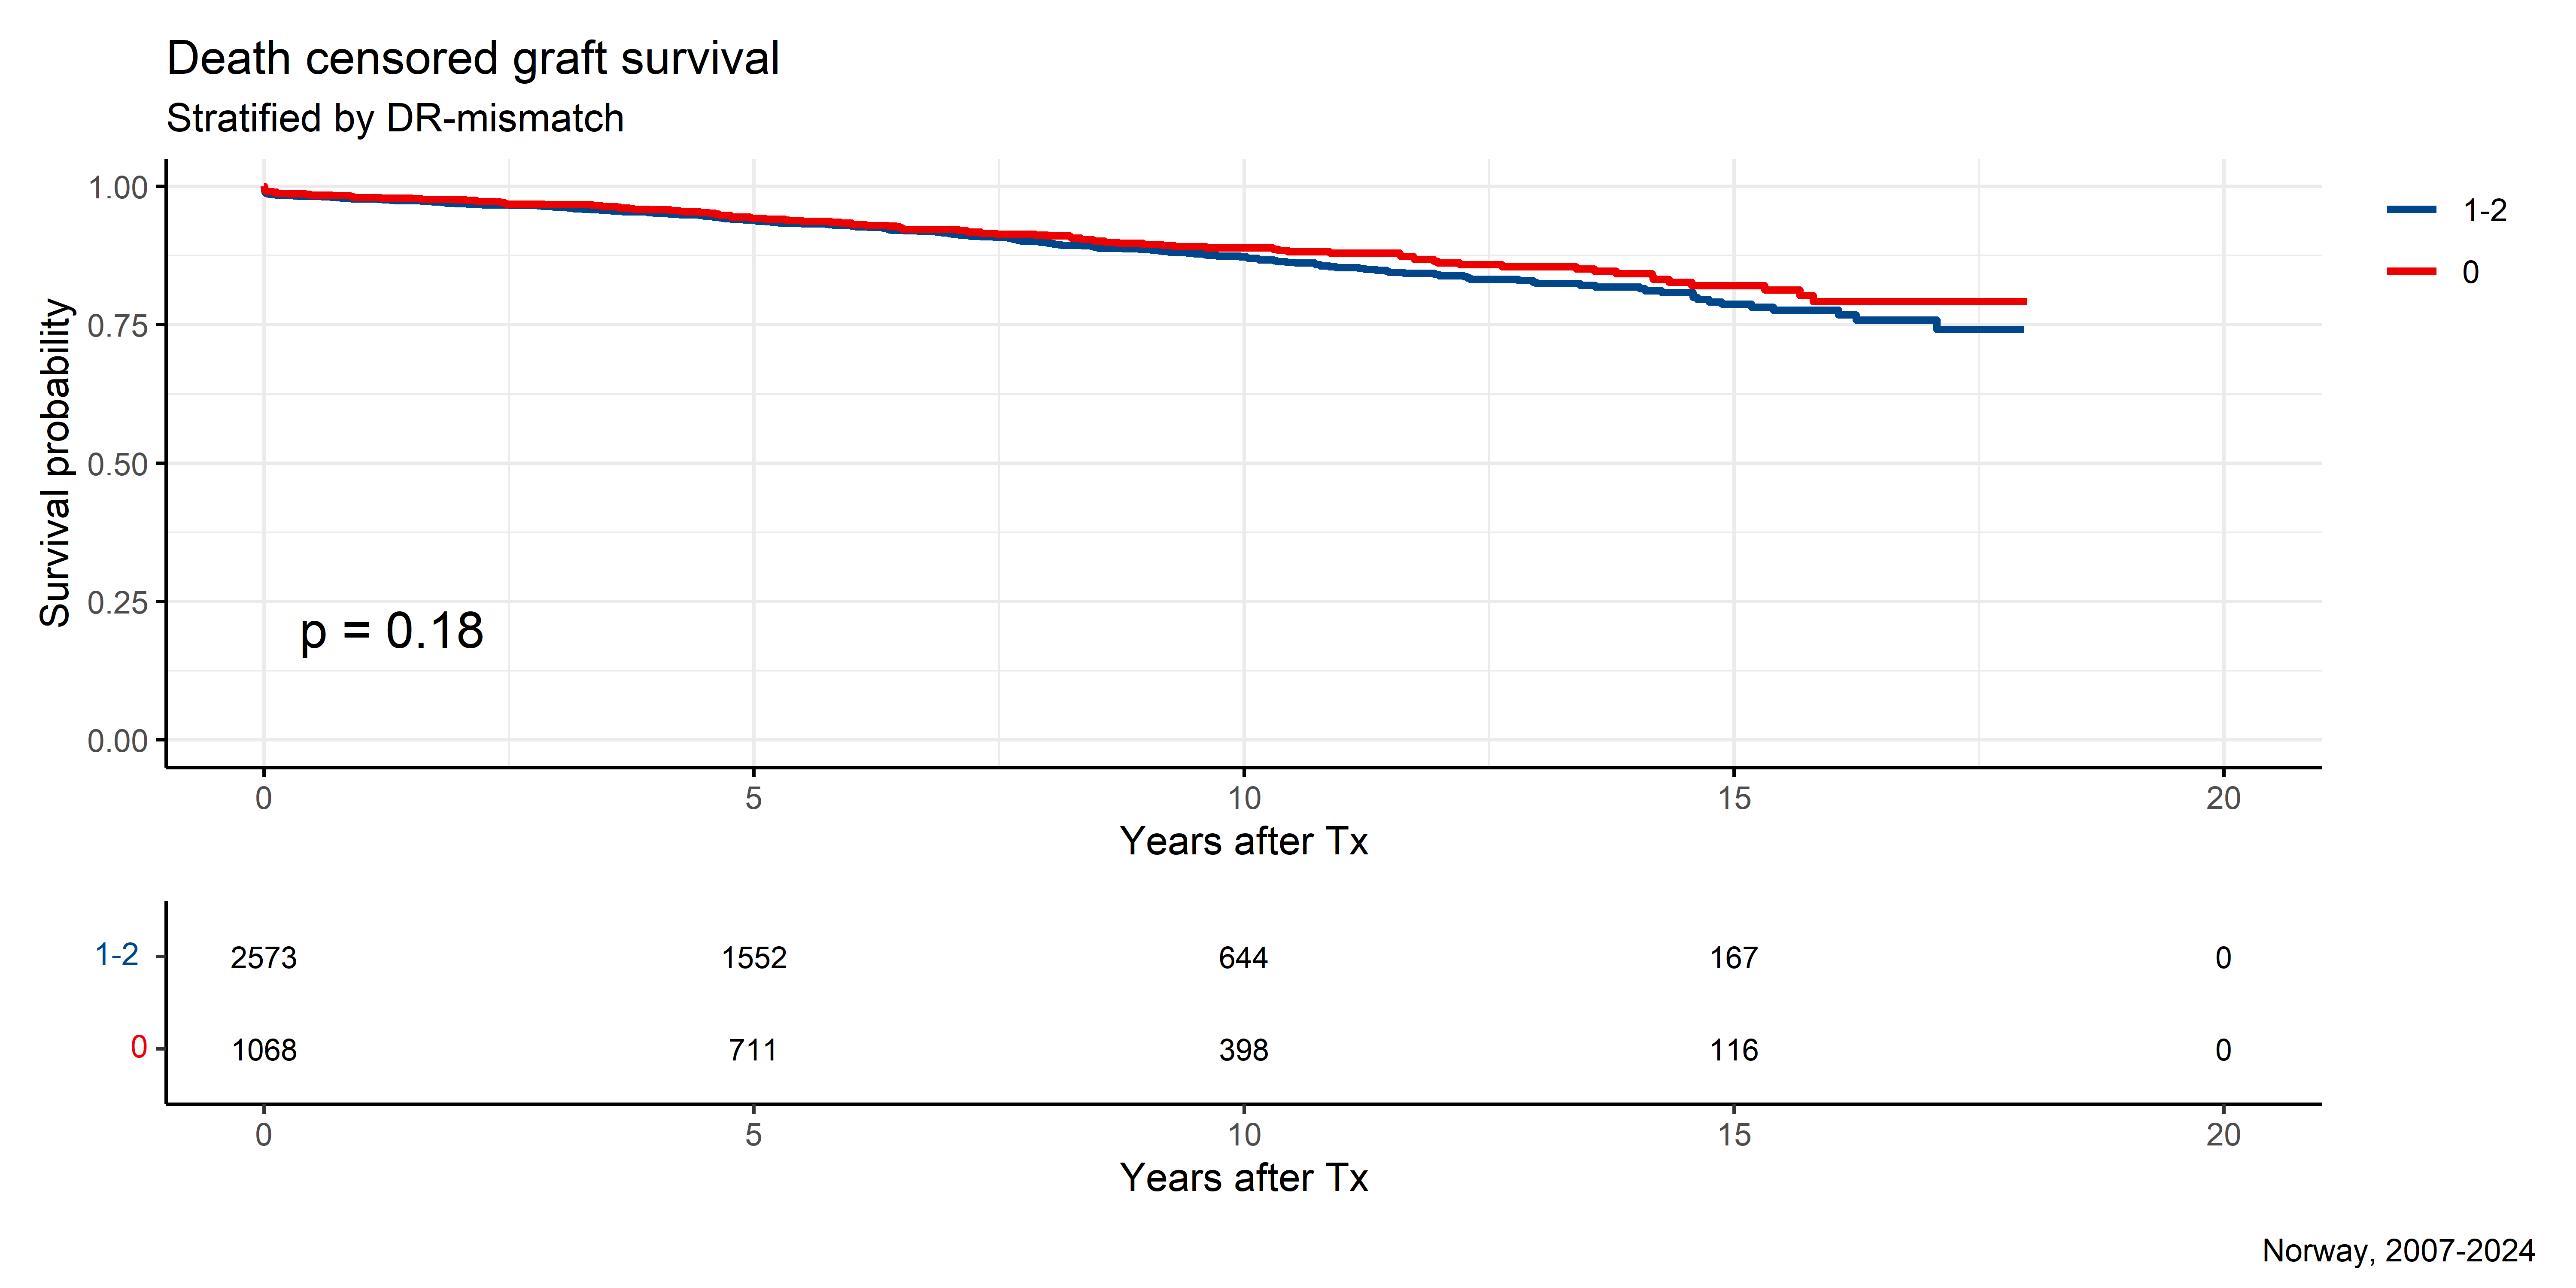 Death censored graft survival
Stratified by DR-mismatch
Survival probability
1.00
0.75
0.50
0.25
0.00
p = 0.18
1-2
0
0 5 10 15 20
Years after Tx
1-2 2573 1552 644 167 0
0 1068 711 398 116 0
0 5 10 15 20
Years after Tx
Norway, 2007-2024